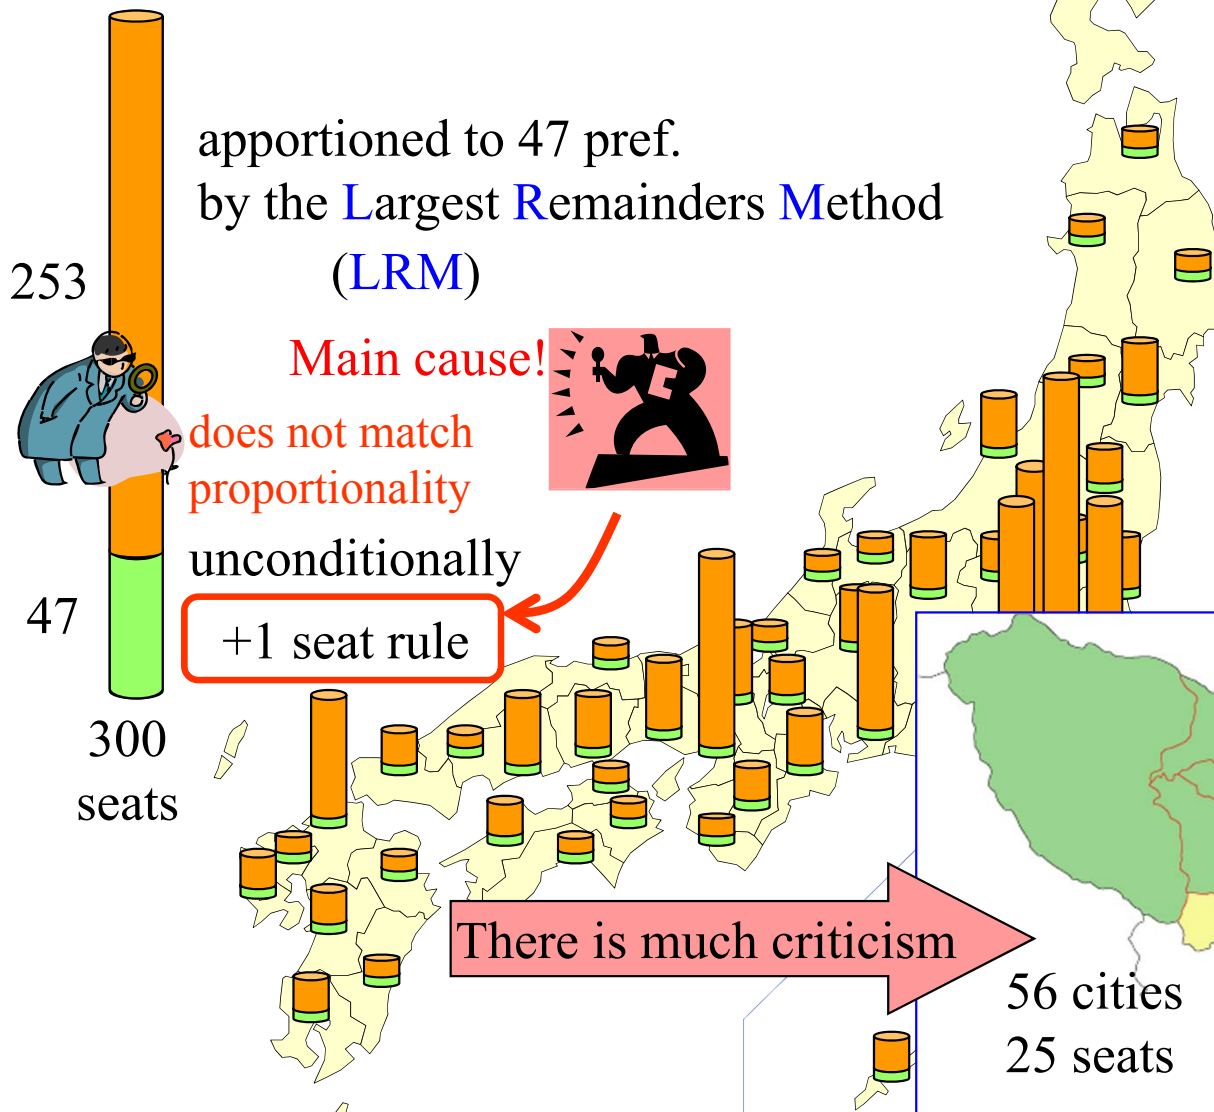 apportioned to 47 pref.
by the Largest Remainders Method
(LRM)
253
Main cause!
does not match
proportionality
unconditionally
47
+1 seat rule
300
seats
There is much criticism
56 cities
25 seats